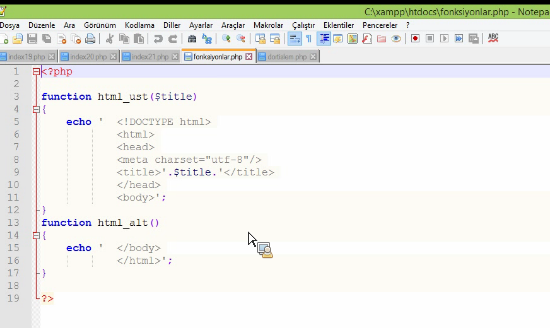 C:\xampp\htdocs\fonksiyonlar.php - Notepa
Dosya Düzenle Ara Görünüm Kodlama Diller Ayarlar Araçlar Makrolar Çalıştır Eklentiler Pencereler ?
index19.php index20.php index21.php fonksiyonlar.php
1 <?php
2
3 function html_ust($title)
4 {
5 echo ' <!DOCTYPE html>
6 <html>
7 <head>
8 <meta charset="utf-8"/>
9 <title>'.$title.'</title>
10 </head>
11 <body>';
12 }
13 function html_alt()
14 {
15 echo ' </body>
16 </html>';
17 }
18
19 ?>